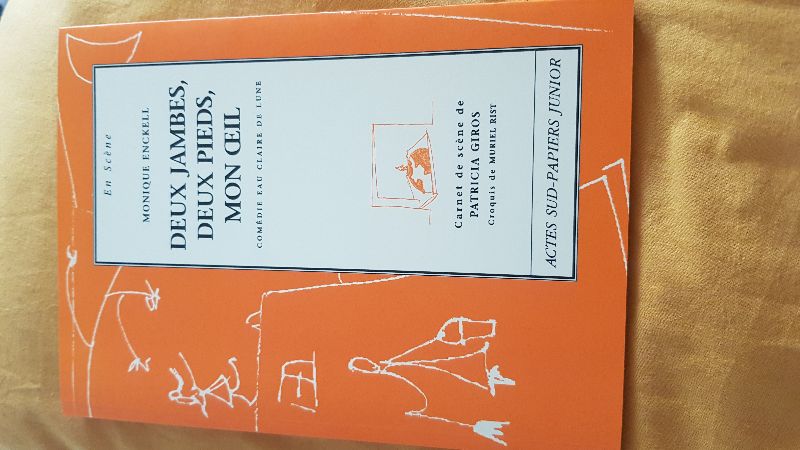 En Scène
MONIQUE ENCKELL
DEUX JAMBES,
DEUX PIEDS,
MON ŒIL
COMÉDIE EAU CLAIRE DE LUNE
Carnet de scène de
PATRICIA GIROS
Croquis de MURIEL RIST
ACTES SUD-PAPIERS JUNIOR